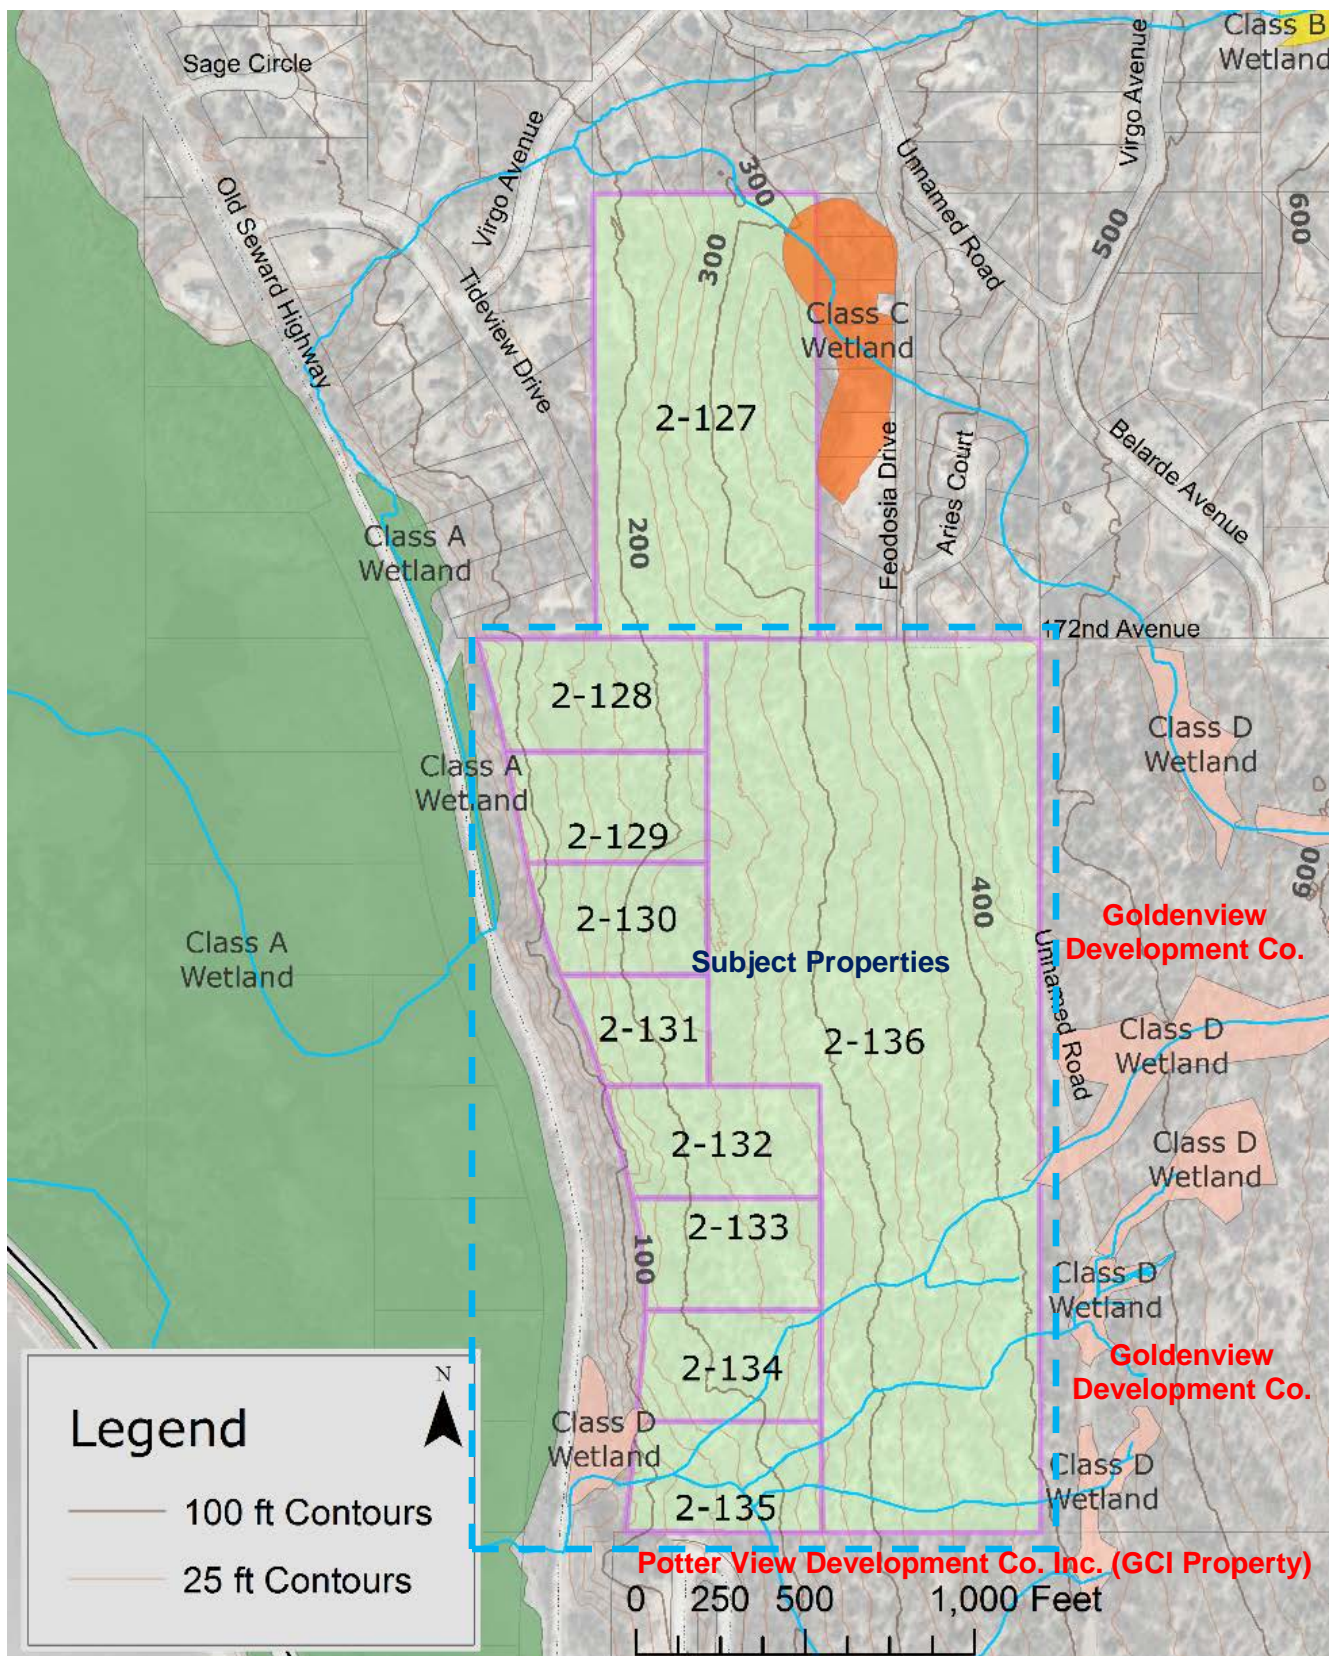 Class B
Wetland
Sage Circle
Virgo Avenue
Virgo Avenue
Unnamed Road
Old Seward Highway
Tideview Drive
300
300
500
600
Class C
Wetland
2-127
Belarde Avenue
Feodosia Drive
Aries Court
200
Class A
Wetland
172nd Avenue
2-128
Class D
Wetland
Class A
Wetland
2-129
600
400
2-130
Goldenview
Development Co.
Class A
Wetland
Subject Properties
Unnamed Road
2-131
2-136
Class D
Wetland
2-132
Class D
Wetland
2-133
100
Class D
Wetland
2-134
Goldenview
Development Co.
N
Legend
Class D
Wetland
Class D
Wetland
2-135
100 ft Contours
25 ft Contours
Potter View Development Co. Inc. (GCI Property)
0 250 500 1,000 Feet